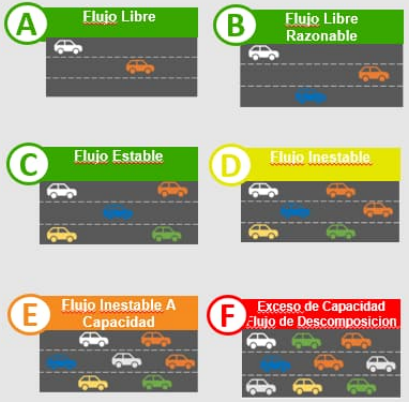 A
Flujo Libre
B
Flujo Libre
Razonable
C
Flujo Estable
D
Flujo Inestable
E
Flujo Inestable A
Capacidad
F
Exceso de Capacidad
Flujo de Descomposicion